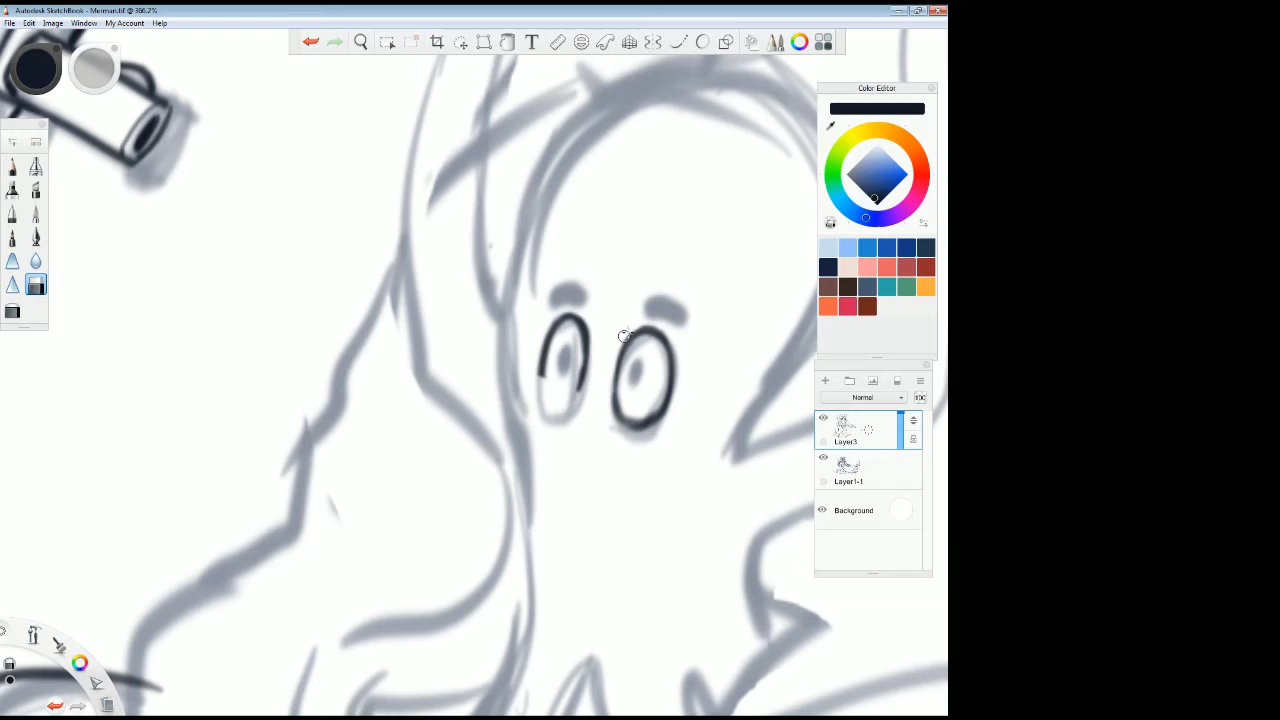 Autodesk SketchBook - Merman.tif @ 366.2%
File Edit Image Window My Account Help
T
Color Editor
Normal
100
Layer3
Layer1-1
Background